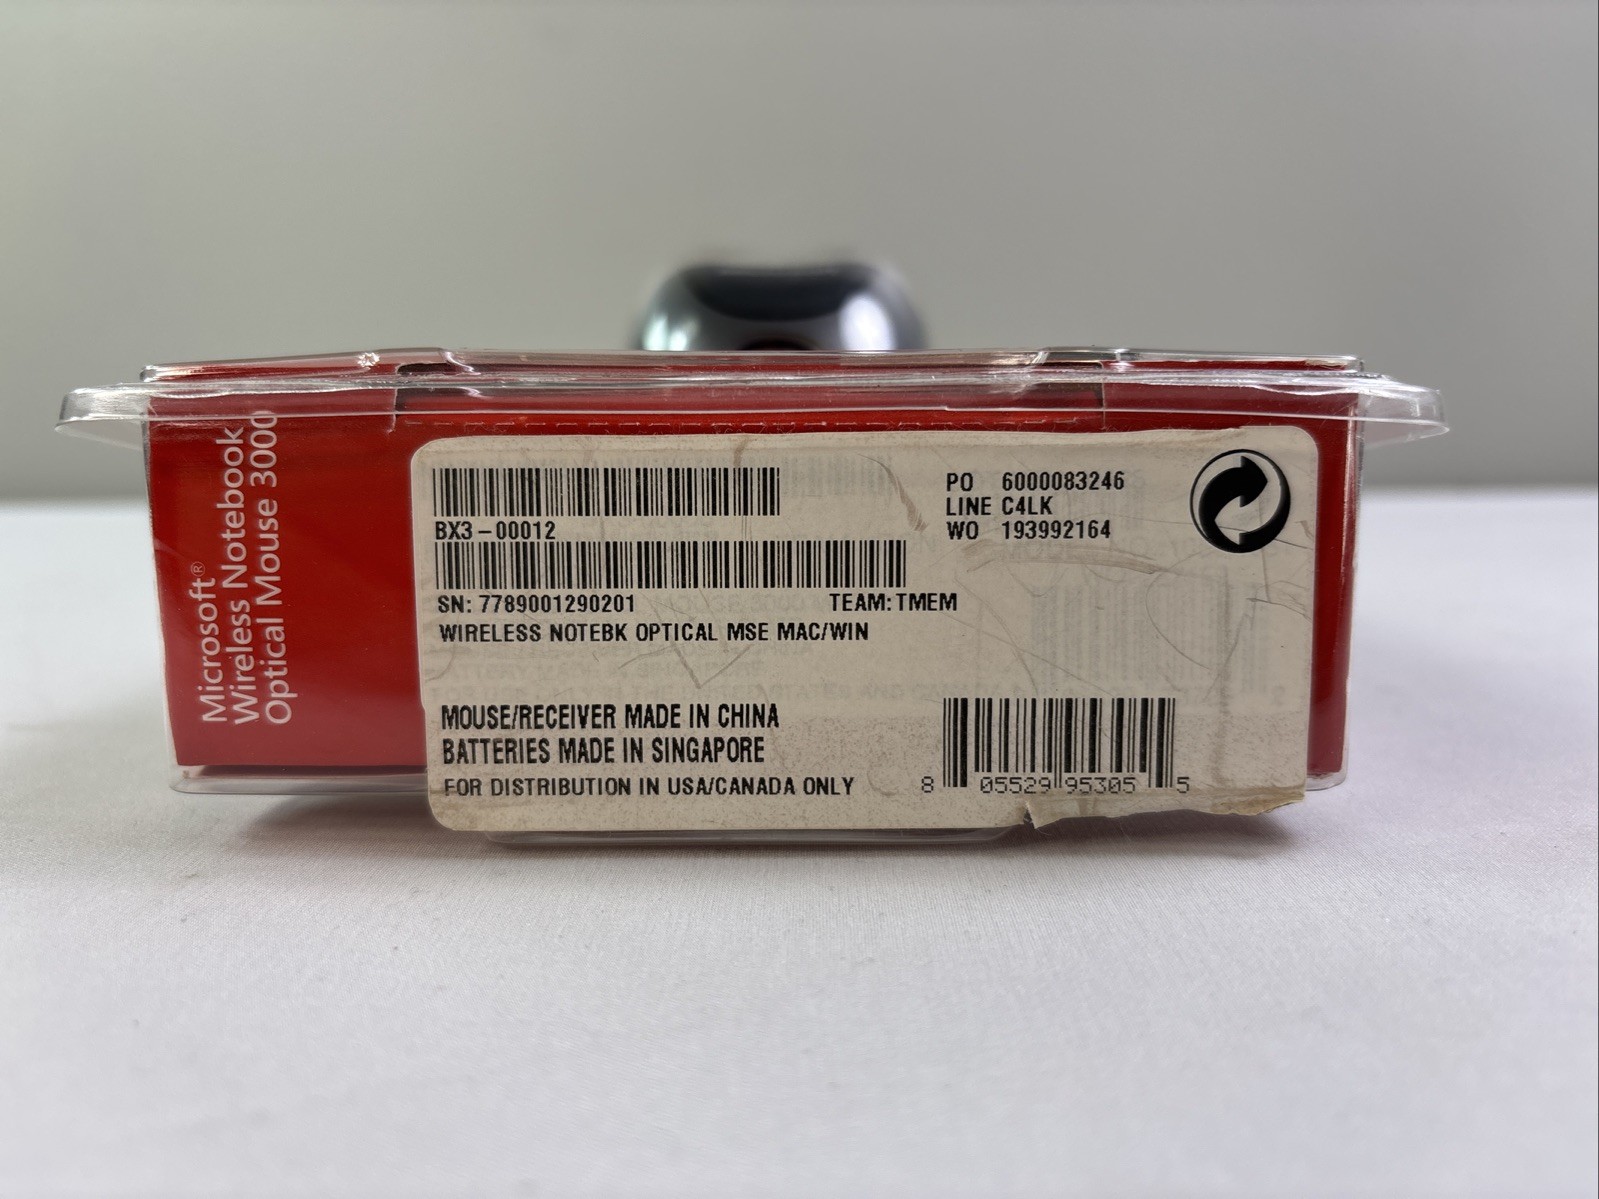 Microsoft®
Wireless Notebook
Optical Mouse 3000
BX3-00012
SN: 7789001290201 TEAM: TMEM
WIRELESS NOTEBK OPTICAL MSE MAC/WIN
PO 6000083246
LINE C4LK
WO 193992164
MOUSE/RECEIVER MADE IN CHINA
BATTERIES MADE IN SINGAPORE
FOR DISTRIBUTION IN USA/CANADA ONLY
8 05529 95305 5